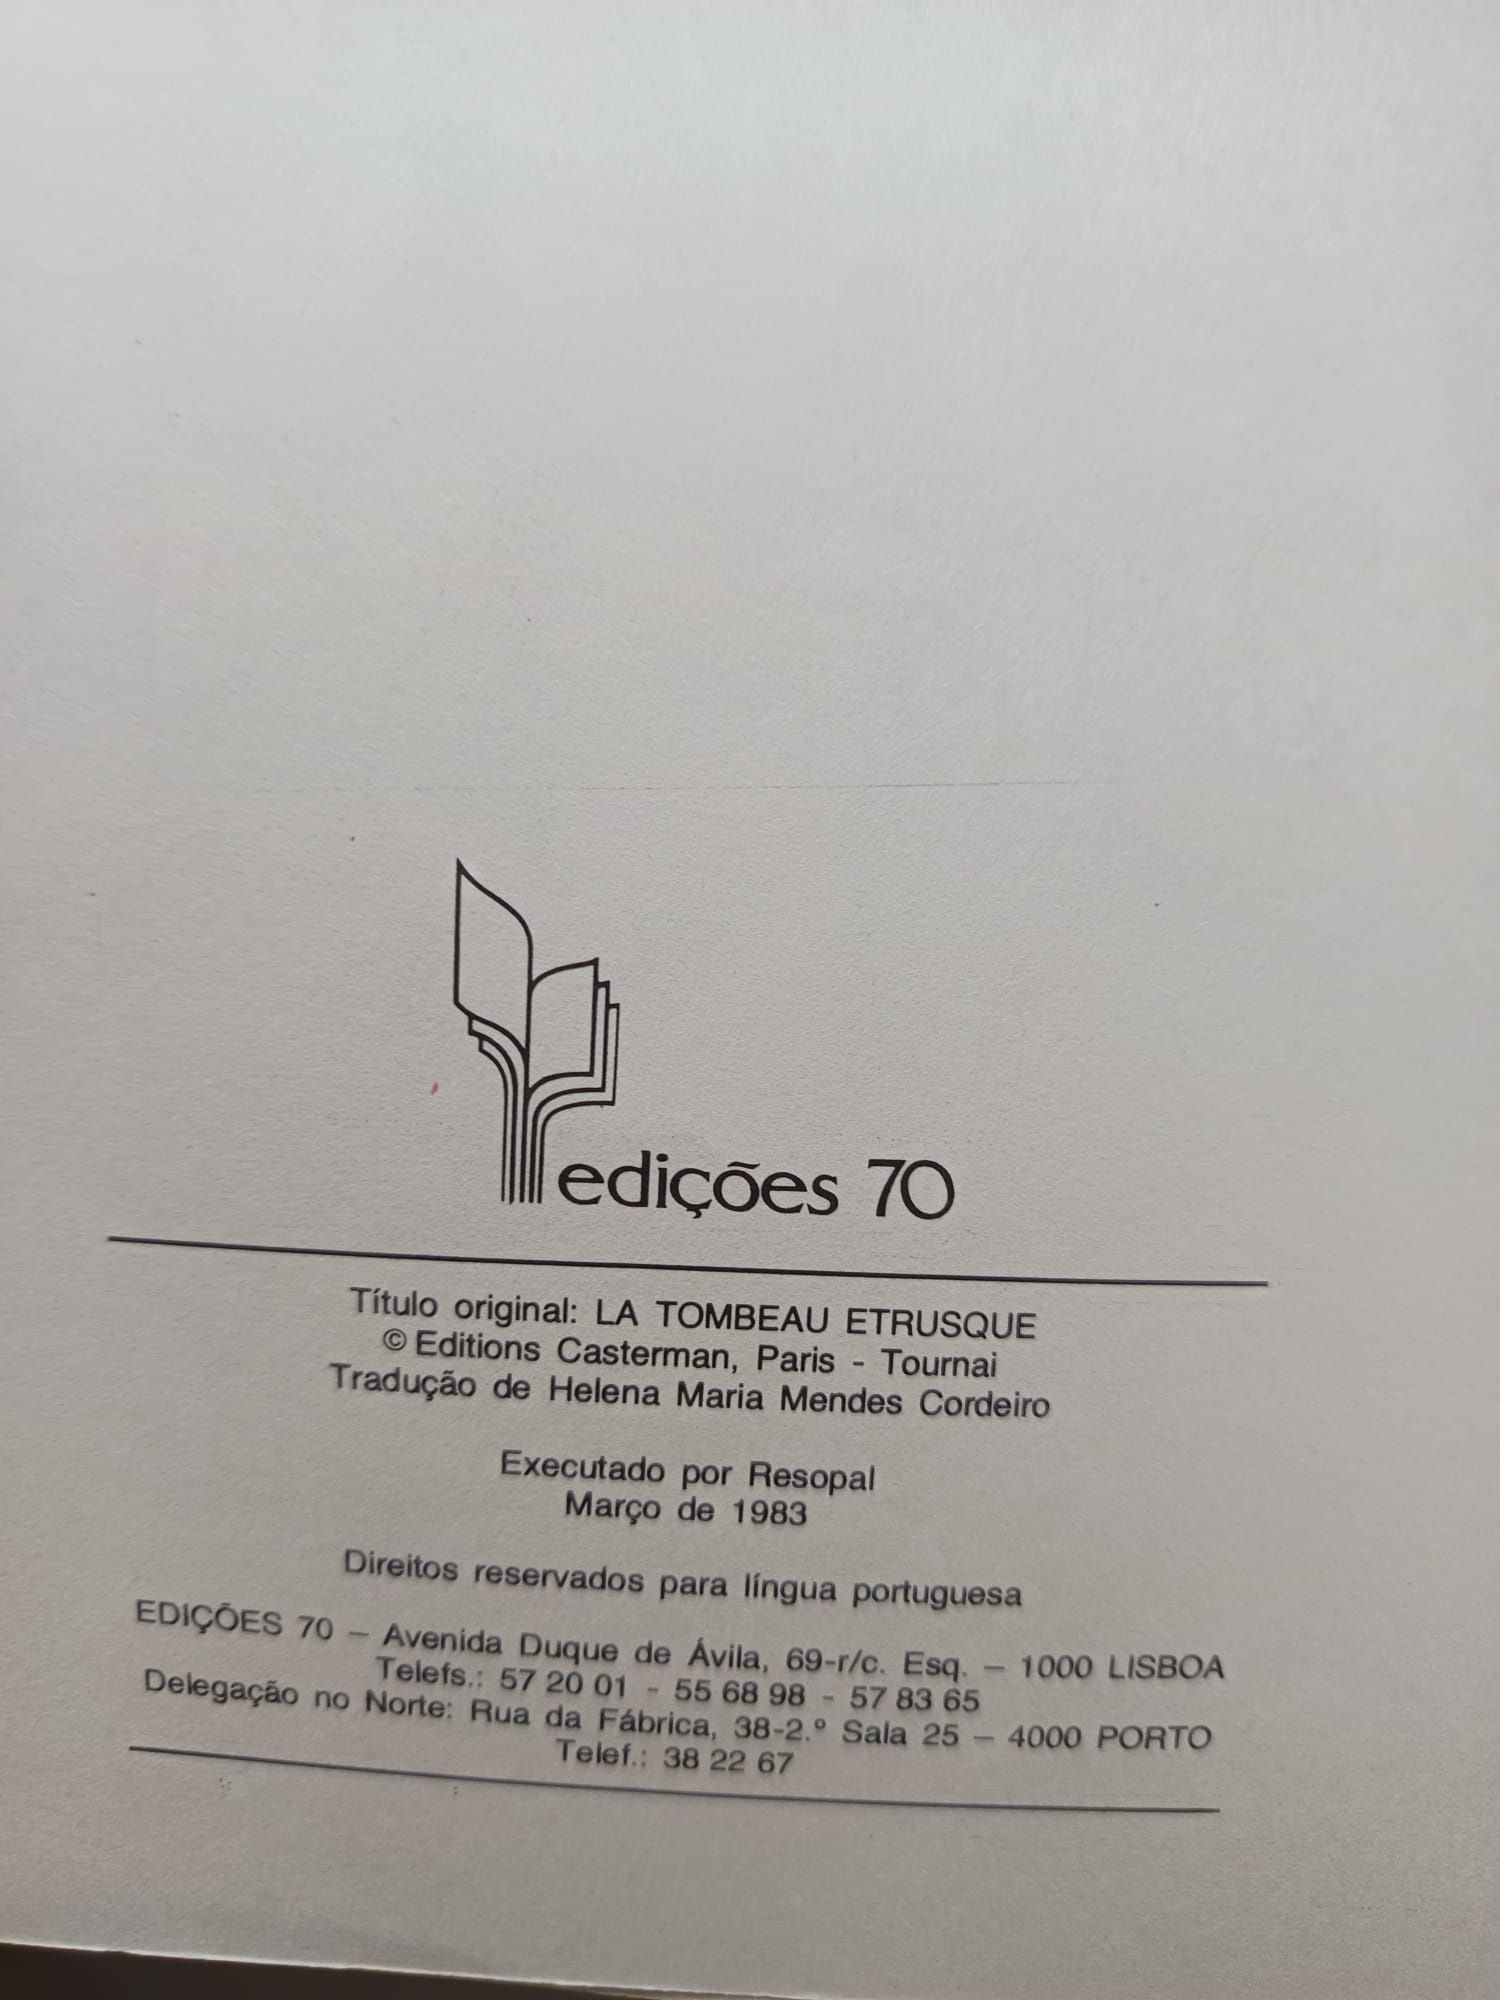 edições 70
Título original: LA TOMBEAU ETRUSQUE
© Editions Casterman, Paris - Tournai
Tradução de Helena Maria Mendes Cordeiro
Executado por Resopal
Março de 1983
Direitos reservados para língua portuguesa
EDIÇÕES 70 – Avenida Duque de Ávila, 69-r/c. Esq. – 1000 LISBOA
Telefs.: 57 20 01 - 55 68 98 - 57 83 65
Delegação no Norte: Rua da Fábrica, 38-2.º Sala 25 – 4000 PORTO
Telef.: 38 22 67